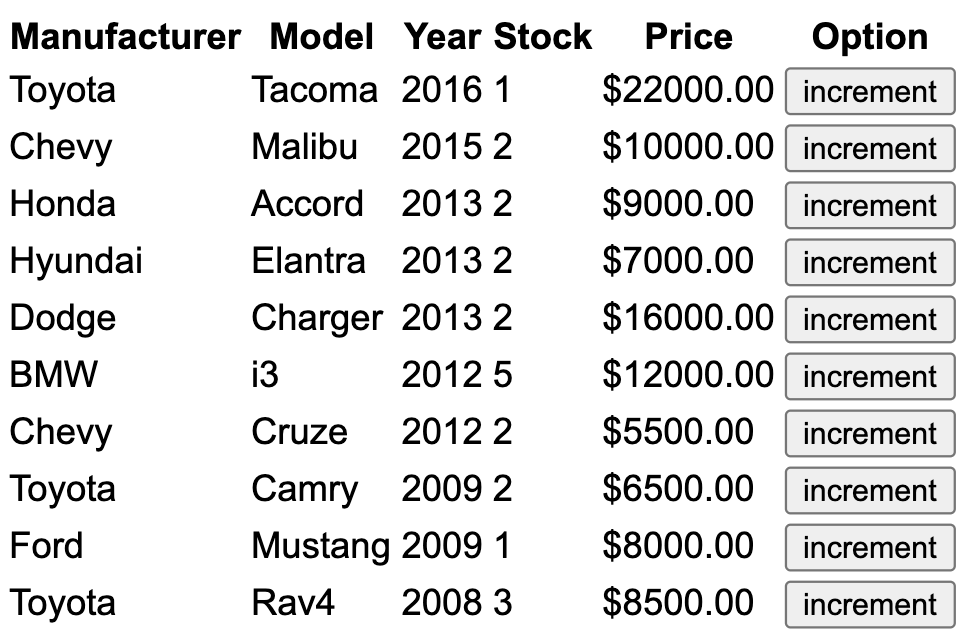 Manufacturer Model Year Stock Price Option
Toyota Tacoma 2016 1 $22000.00 increment
Chevy Malibu 2015 2 $10000.00 increment
Honda Accord 2013 2 $9000.00 increment
Hyundai Elantra 2013 2 $7000.00 increment
Dodge Charger 2013 2 $16000.00 increment
BMW i3 2012 5 $12000.00 increment
Chevy Cruze 2012 2 $5500.00 increment
Toyota Camry 2009 2 $6500.00 increment
Ford Mustang 2009 1 $8000.00 increment
Toyota Rav4 2008 3 $8500.00 increment